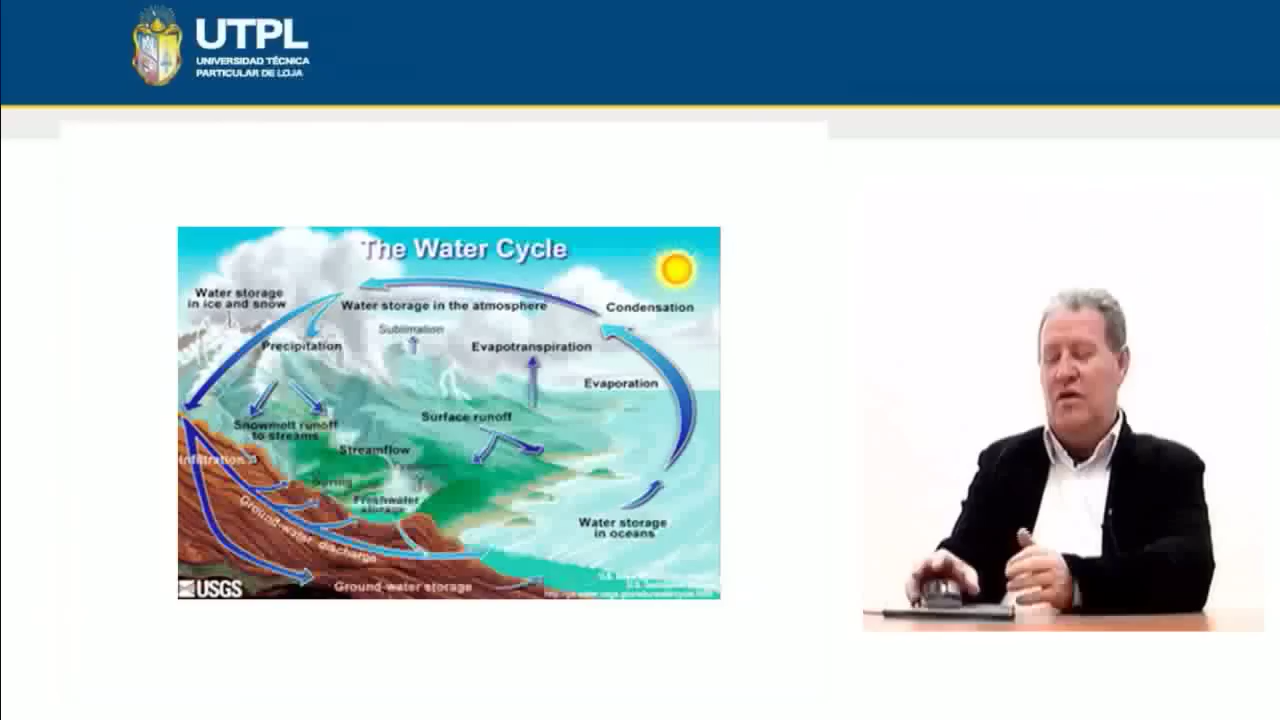 UTPL
UNIVERSIDAD TÉCNICA
PARTICULAR DE LOJA
The Water Cycle
Water storage
in ice and snow
Water storage in the atmosphere
Condensation
Sublimation
Precipitation
Evapotranspiration
Evaporation
Surface runoff
Snowmelt runoff
to streams
Streamflow
Infiltration
Spring
Freshwater
storage
Ground-water discharge
Water storage
in oceans
Ground-water storage
USGS